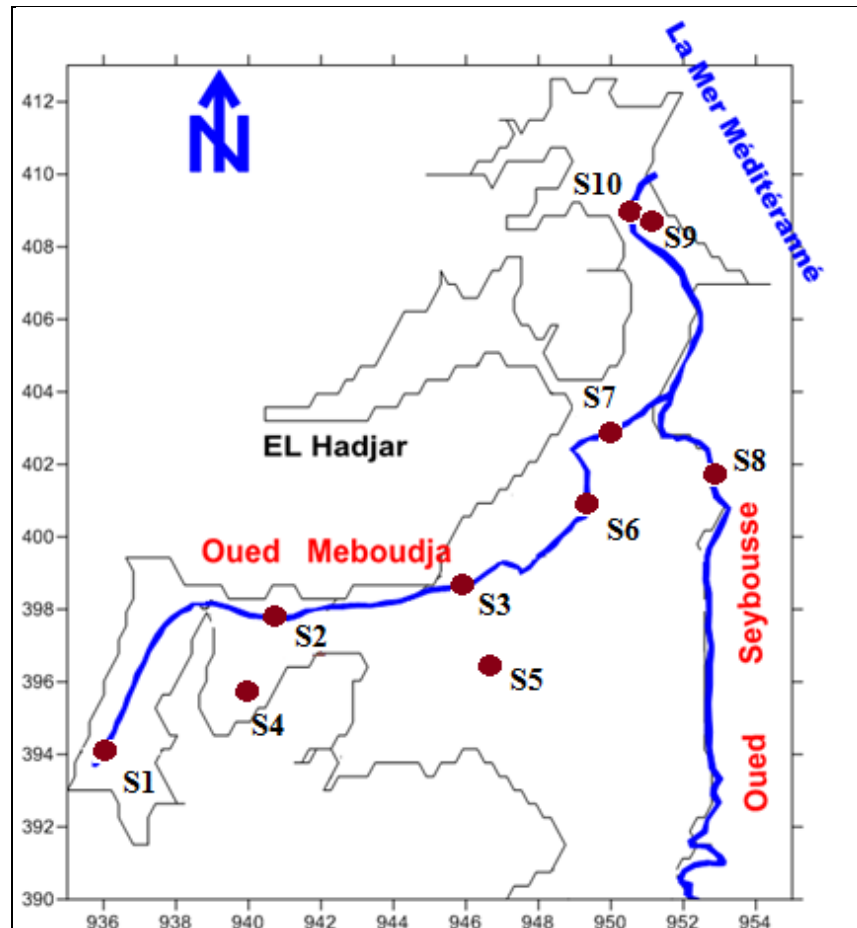 La Mer Méditéranné
N
412
410
408
406
404
402
400
398
396
394
392
390
S10
S9
S7
EL Hadjar
S8
S6
Oued Meboudja
S3
S2
S5
S4
S1
Oued Seybousse
936 938 940 942 944 946 948 950 952 954